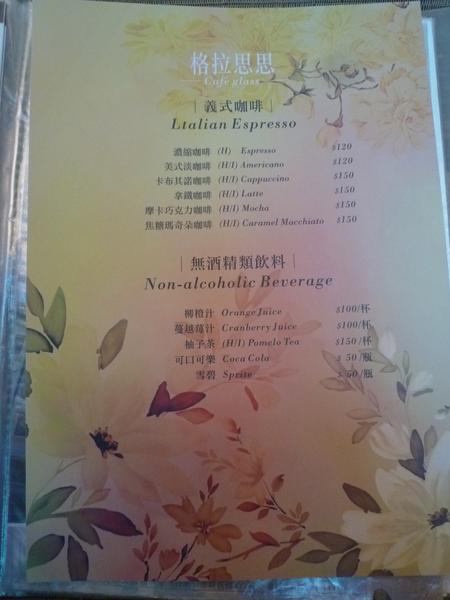 格拉思思
Café glass
義式咖啡
Ltalian Espresso
濃縮咖啡 (H) Espresso $120
美式淡咖啡 (H/I) Americano $120
卡布其諾咖啡 (H/I) Cappuccino $150
拿鐵咖啡 (H/I) Latte $150
摩卡巧克力咖啡 (H/I) Mocha $150
焦糖瑪奇朵咖啡 (H/I) Caramel Macchiato $150
無酒精類飲料
Non-alcoholic Beverage
柳橙汁 Orange Juice $100/杯
蔓越莓汁 Cranberry Juice $100/杯
柚子茶 (H/I) Pomelo Tea $150/杯
可口可樂 Coca Cola $ 50/瓶
雪碧 Sprite $ 50/瓶